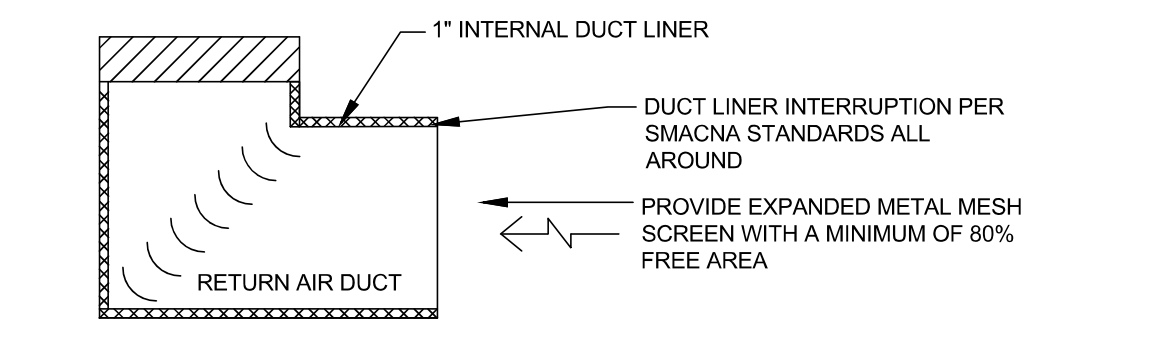 1" INTERNAL DUCT LINER
DUCT LINER INTERRUPTION PER
SMACNA STANDARDS ALL
AROUND
PROVIDE EXPANDED METAL MESH
SCREEN WITH A MINIMUM OF 80%
FREE AREA
RETURN AIR DUCT